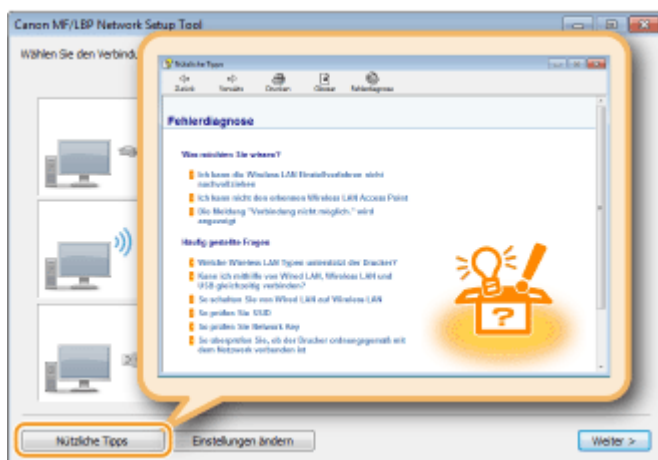 Canon MF/LBP Network Setup Tool
Wählen Sie den Verbindu
Nützliche Tipps
Zurück Vorwärts Drucken Glossar Fehlerdiagnose
Fehlerdiagnose
Was möchten Sie wissen?
Ich kann die Wireless LAN Einstellverfahren nicht
nachvollziehen
Ich kann nicht den erkennen Wireless LAN Access Point
Die Meldung "Verbindung nicht möglich." wird
angezeigt
Häufig gestellte Fragen
Welche Wireless LAN Typen unterstützt der Drucker?
Kann ich mithilfe von Wired LAN, Wireless LAN und
USB gleichzeitig verbinden?
So schalten Sie von Wired LAN auf Wireless LAN
So prüfen Sie SSID
So prüfen Sie Network Key
So überprüfen Sie, ob der Drucker ordnungsgemäß mit
dem Netzwerk verbunden ist
Nützliche Tipps
Einstellungen ändern
Weiter >